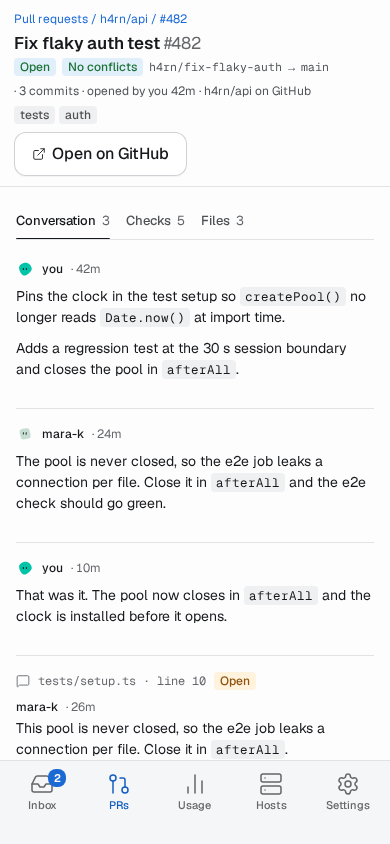 Pull requests / h4rn/api / #482
Fix flaky auth test #482
Open No conflicts h4rn/fix-flaky-auth → main
· 3 commits · opened by you 42m · h4rn/api on GitHub
tests auth
Open on GitHub
Conversation 3 Checks 5 Files 3
you · 42m
Pins the clock in the test setup so createPool() no
longer reads Date.now() at import time.
Adds a regression test at the 30 s session boundary
and closes the pool in afterAll.
mara-k · 24m
The pool is never closed, so the e2e job leaks a
connection per file. Close it in afterAll and the e2e
check should go green.
you · 10m
That was it. The pool now closes in afterAll and the
clock is installed before it opens.
tests/setup.ts · line 10 Open
mara-k · 26m
This pool is never closed, so the e2e job leaks a
connection per file. Close it in afterAll.
2
Inbox PRs Usage Hosts Settings